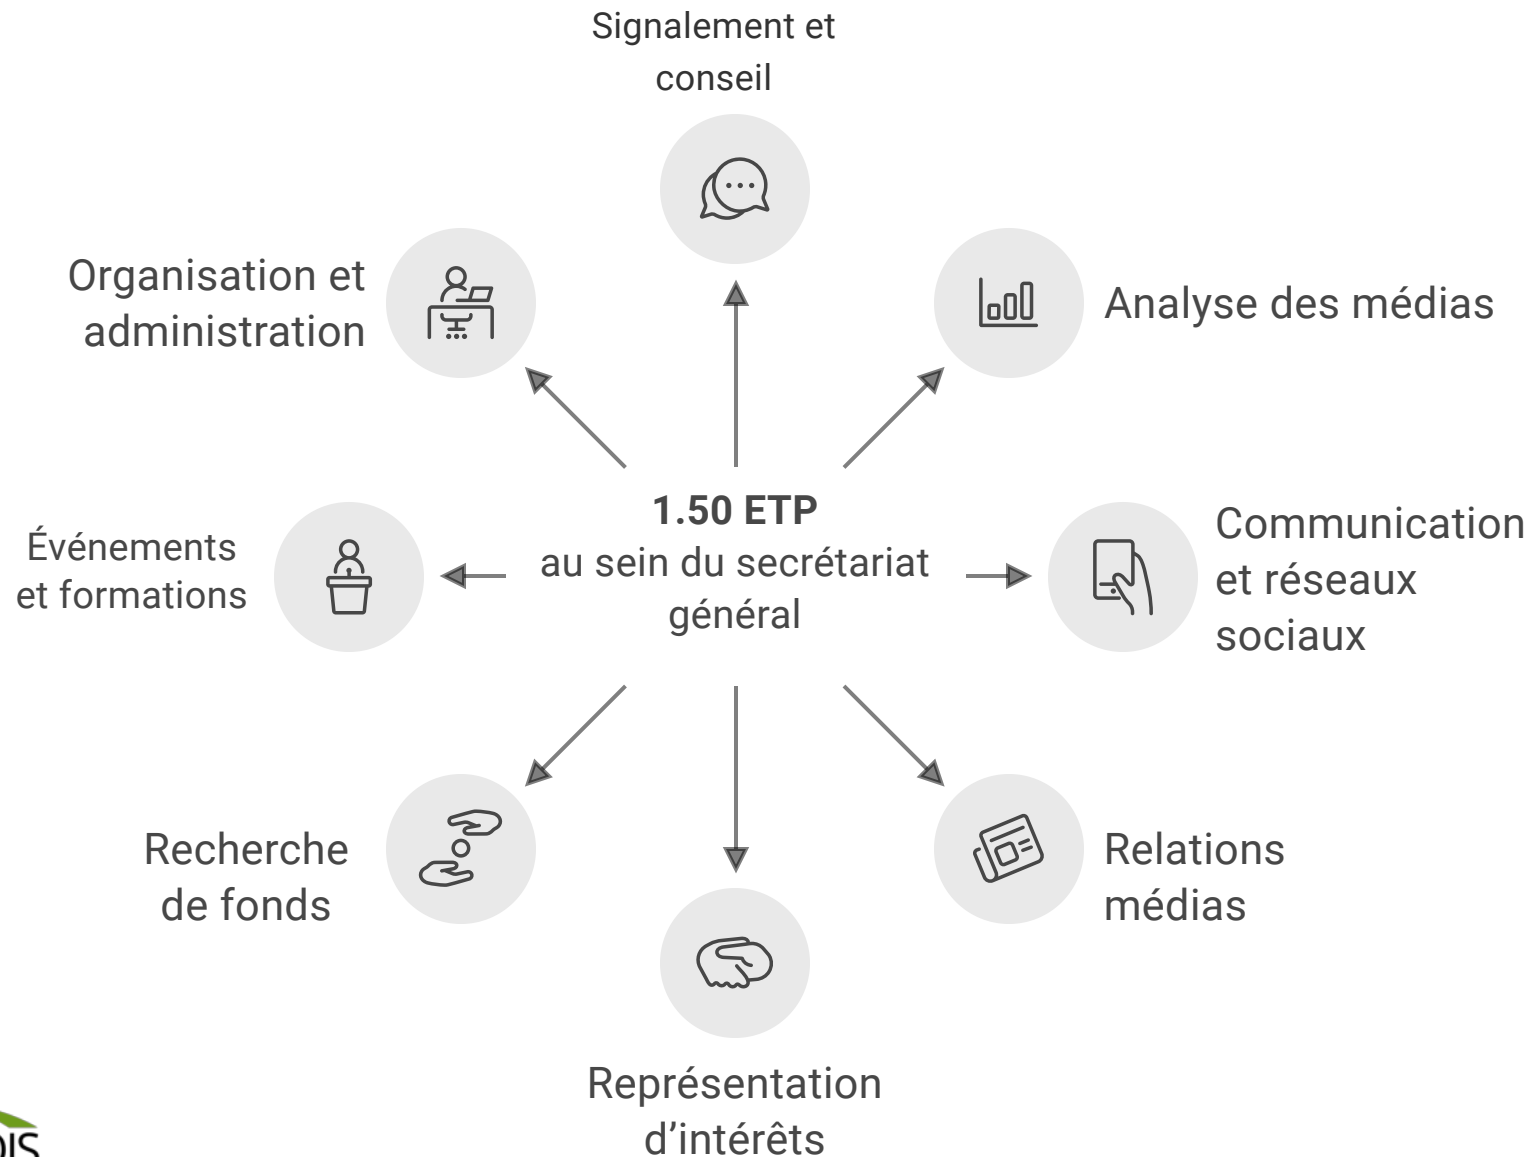 Signalement et
conseil
Organisation et
administration
Analyse des médias
1.50 ETP
au sein du secrétariat
général
Événements
et formations
Communication
et réseaux
sociaux
Recherche
de fonds
Relations
médias
Représentation
d’intérêts